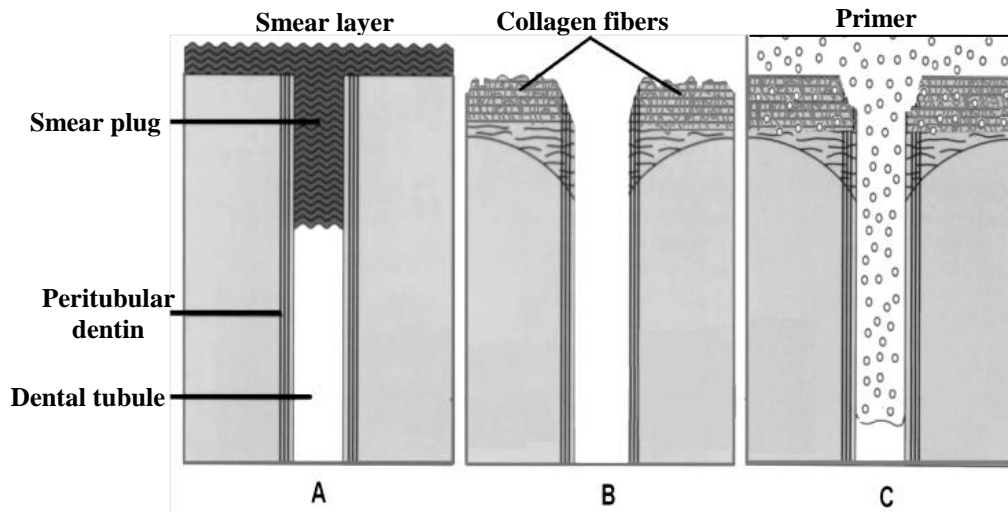 Smear layer
Collagen fibers
Primer
Smear plug
Peritubular
dentin
Dental tubule
A
B
C